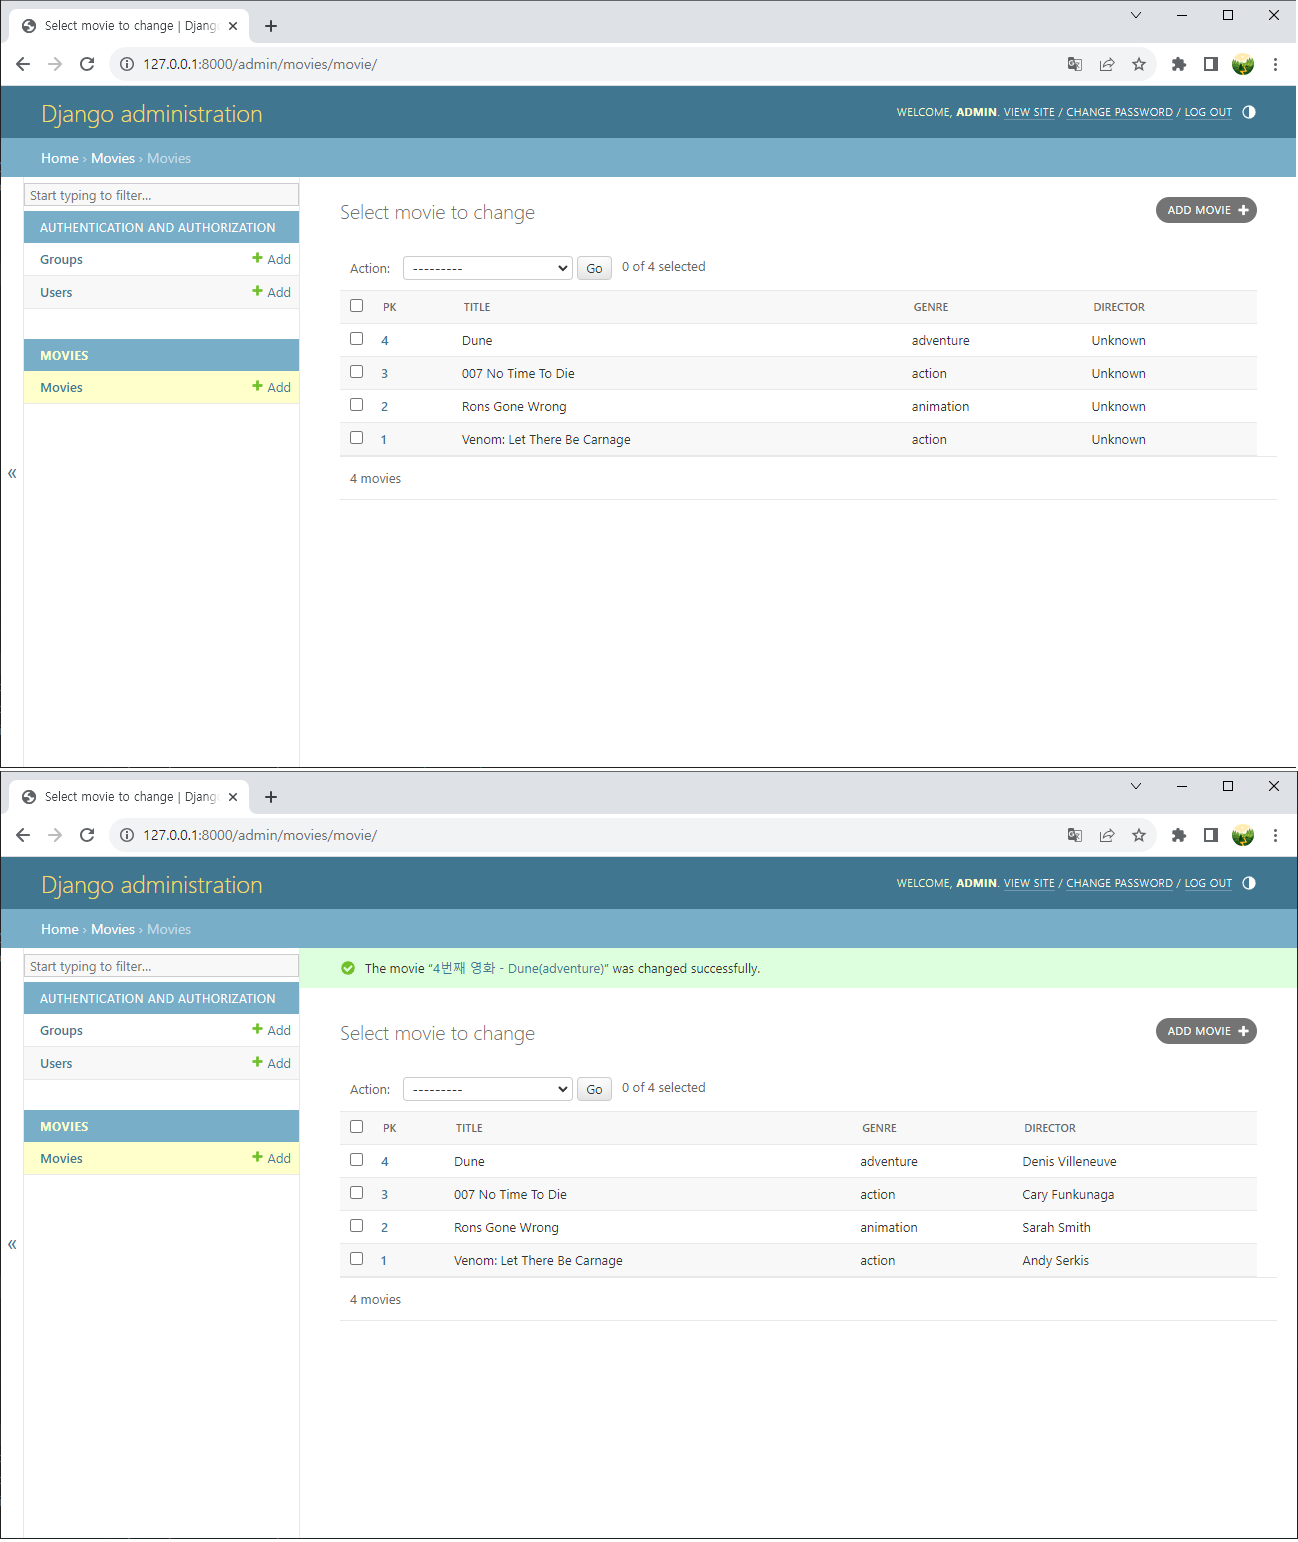 Select movie to change | Djang
127.0.0.1:8000/admin/movies/movie/
Django administration
WELCOME, ADMIN. VIEW SITE / CHANGE PASSWORD / LOG OUT
Home › Movies › Movies
Start typing to filter...
AUTHENTICATION AND AUTHORIZATION
Groups + Add
Users + Add
MOVIES
Movies + Add
«
Select movie to change
ADD MOVIE +
Action: --------- Go 0 of 4 selected
PK TITLE GENRE DIRECTOR
4 Dune adventure Unknown
3 007 No Time To Die action Unknown
2 Rons Gone Wrong animation Unknown
1 Venom: Let There Be Carnage action Unknown
4 movies
Select movie to change | Djang
127.0.0.1:8000/admin/movies/movie/
Django administration
WELCOME, ADMIN. VIEW SITE / CHANGE PASSWORD / LOG OUT
Home › Movies › Movies
Start typing to filter...
AUTHENTICATION AND AUTHORIZATION
Groups + Add
Users + Add
MOVIES
Movies + Add
«
The movie “4번째 영화 - Dune(adventure)” was changed successfully.
Select movie to change
ADD MOVIE +
Action: --------- Go 0 of 4 selected
PK TITLE GENRE DIRECTOR
4 Dune adventure Denis Villeneuve
3 007 No Time To Die action Cary Funkunaga
2 Rons Gone Wrong animation Sarah Smith
1 Venom: Let There Be Carnage action Andy Serkis
4 movies